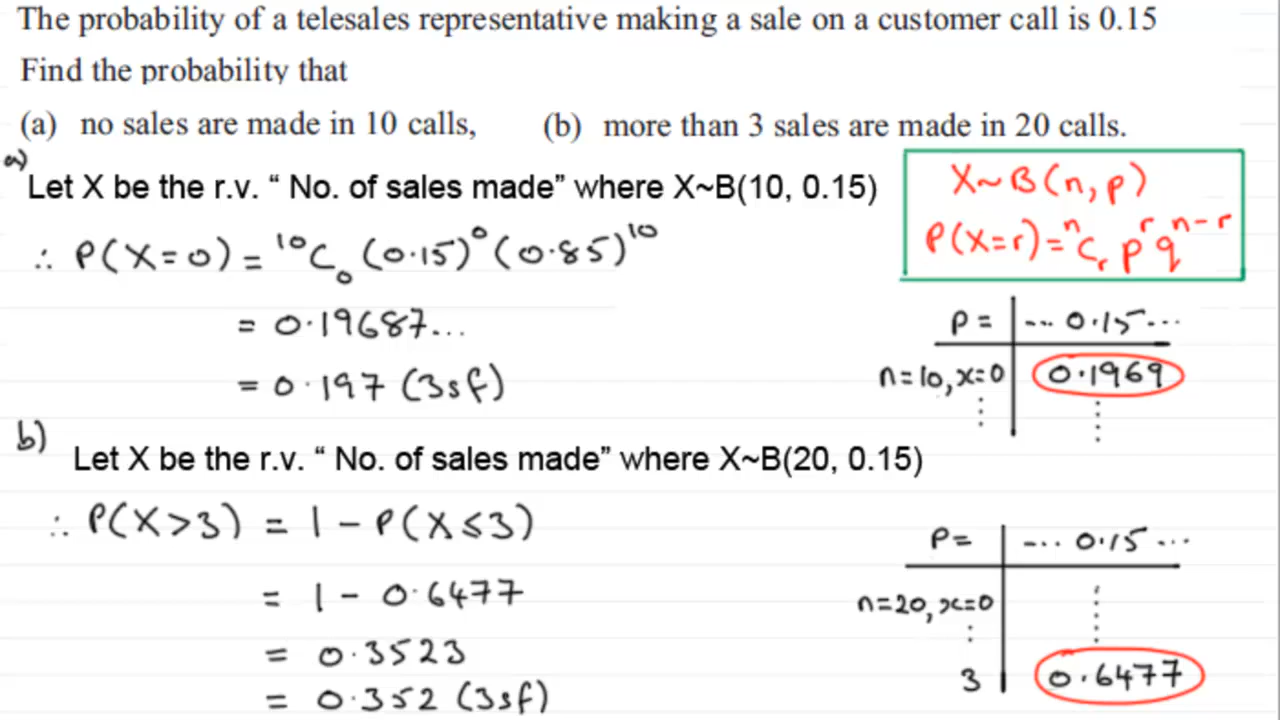 The probability of a telesales representative making a sale on a customer call is 0.15
Find the probability that
(a) no sales are made in 10 calls, (b) more than 3 sales are made in 20 calls.
a)
Let X be the r.v. “ No. of sales made” where X~B(10, 0.15)
∴ P(X=0) = ¹⁰C₀ (0.15)⁰ (0.85)¹⁰
= 0.19687...
= 0.197 (3sf)
X~B(n, p)
P(X=r) = ⁿCᵣ pʳ qⁿ⁻ʳ
P= ... 0.15 ...
n=10, x=0 0.1969
b)
Let X be the r.v. “ No. of sales made” where X~B(20, 0.15)
∴ P(X>3) = 1 - P(X≤3)
= 1 - 0.6477
= 0.3523
= 0.352 (3sf)
P= ... 0.15 ...
n=20, x=0
3 0.6477